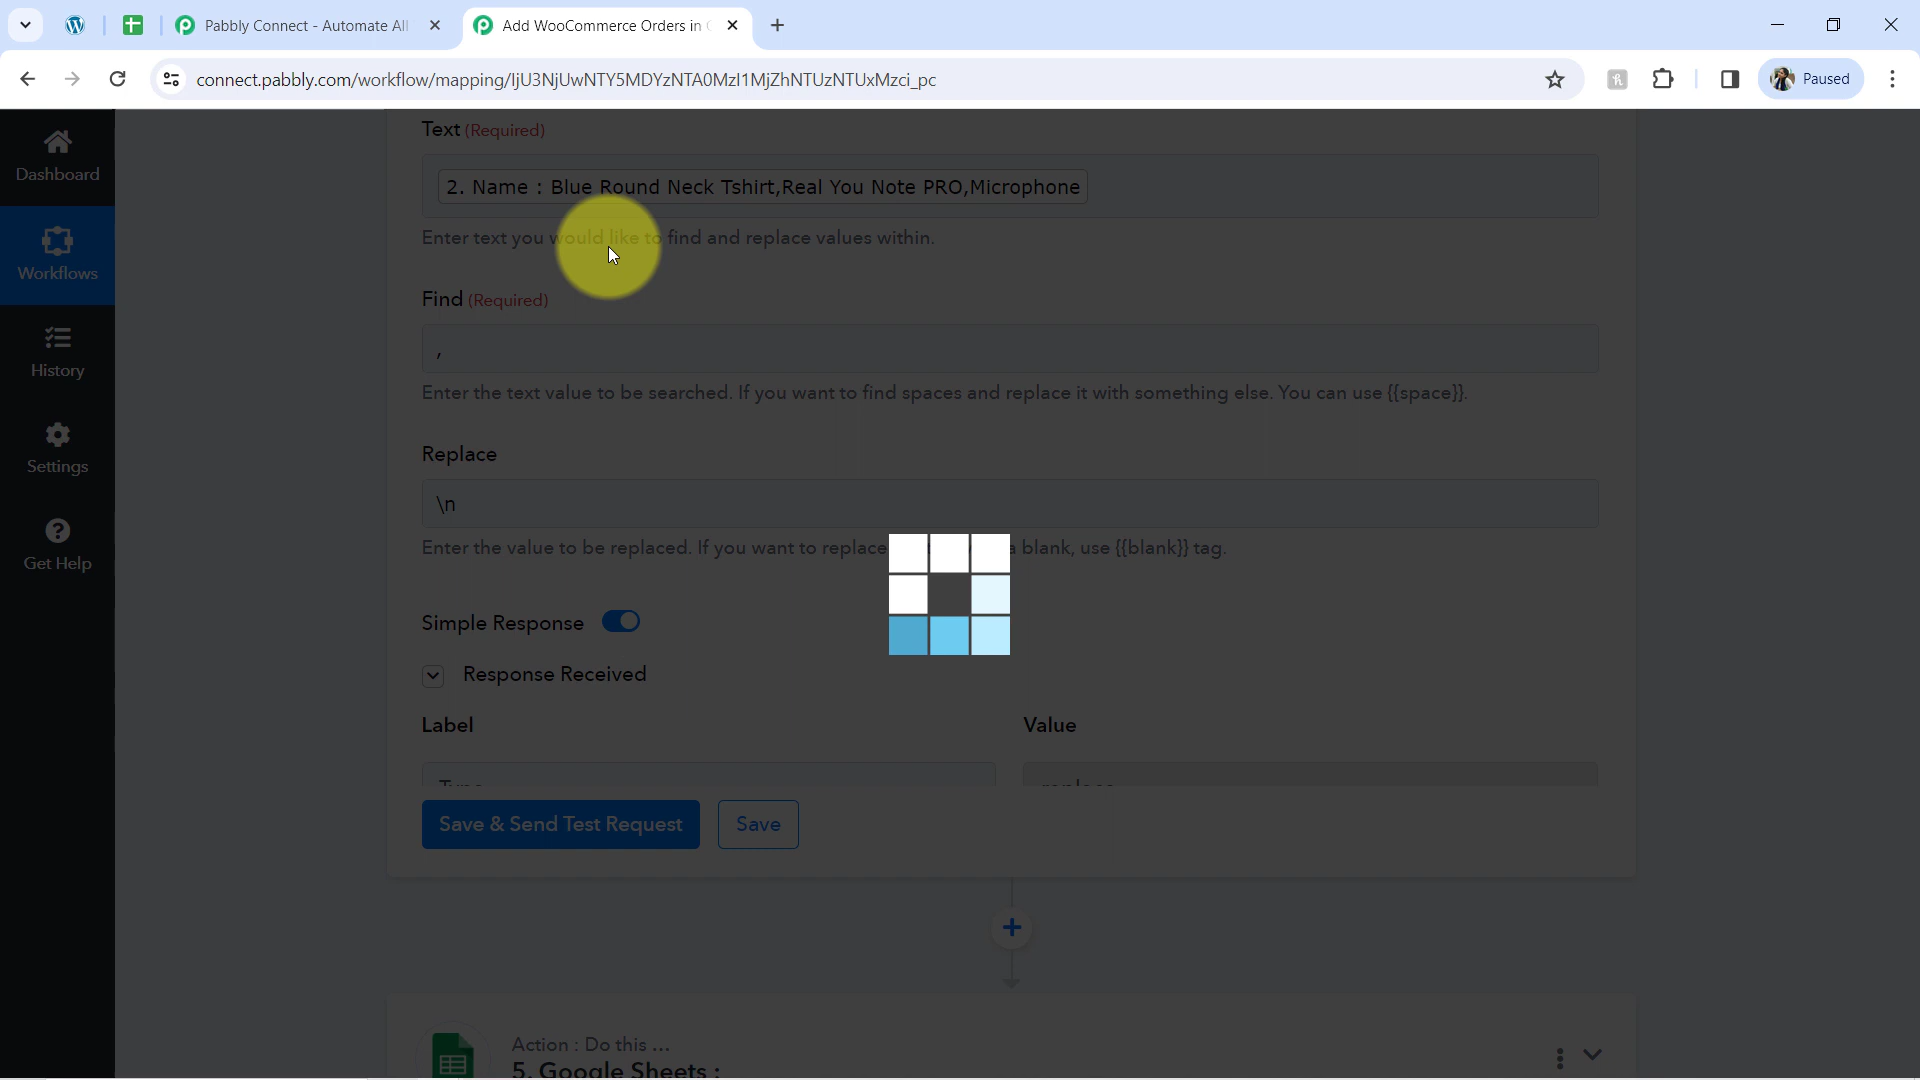 Pabbly Connect - Automate All
Add WooCommerce Orders in
connect.pabbly.com/workflow/mapping/IjU3NjUwNTY5MDYzNTA0MzI1MjZhNTUzNTUxMzci_pc
Paused
Dashboard
Workflows
History
Settings
Get Help
Text (Required)
2. Name : Blue Round Neck Tshirt,Real You Note PRO,Microphone
Enter text you would like to find and replace values within.
Find (Required)
,
Enter the text value to be searched. If you want to find spaces and replace it with something else. You can use {{space}}.
Replace
\n
Enter the value to be replaced. If you want to replace a blank, use {{blank}} tag.
Simple Response
Response Received
Label
Value
Type
replace
Save & Send Test Request
Save
Action : Do this ...
5. Google Sheets :